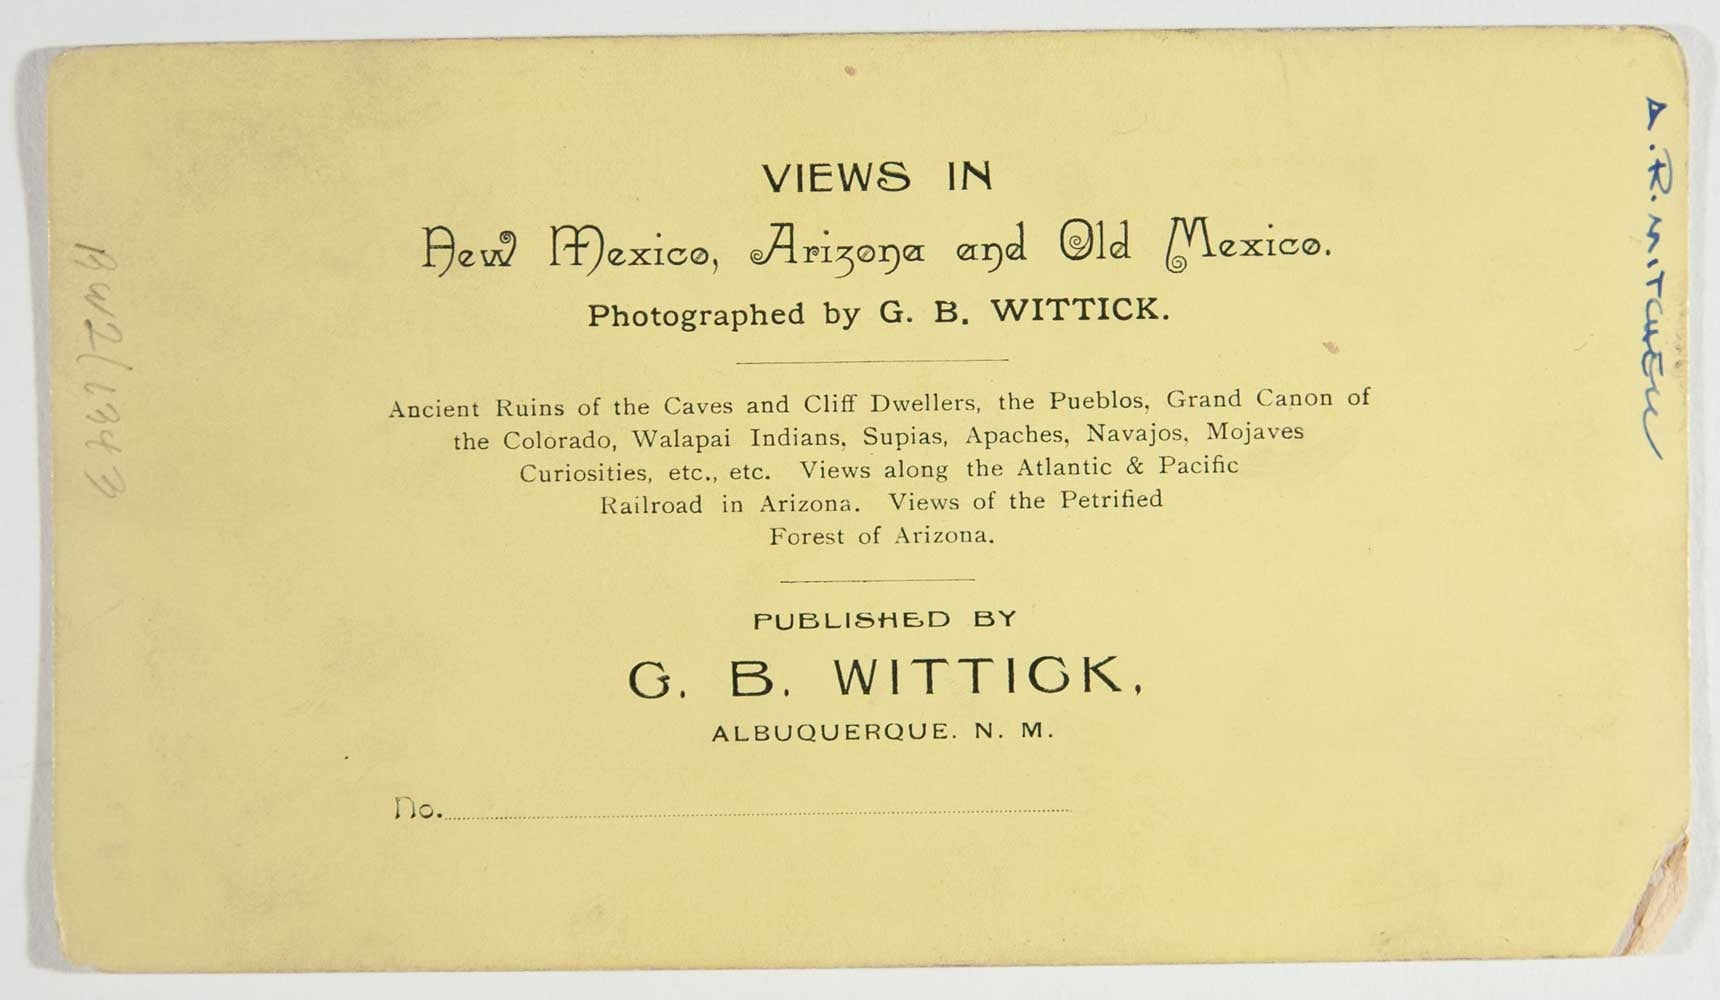 VIEWS IN
New Mexico, Arizona and Old Mexico.
Photographed by G. B. WITTICK.
Ancient Ruins of the Caves and Cliff Dwellers, the Pueblos, Grand Canon of
the Colorado, Walapai Indians, Supias, Apaches, Navajos, Mojaves
Curiosities, etc., etc. Views along the Atlantic & Pacific
Railroad in Arizona. Views of the Petrified
Forest of Arizona.
PUBLISHED BY
G. B. WITTICK,
ALBUQUERQUE. N. M.
No.
A. R. MITCHELL